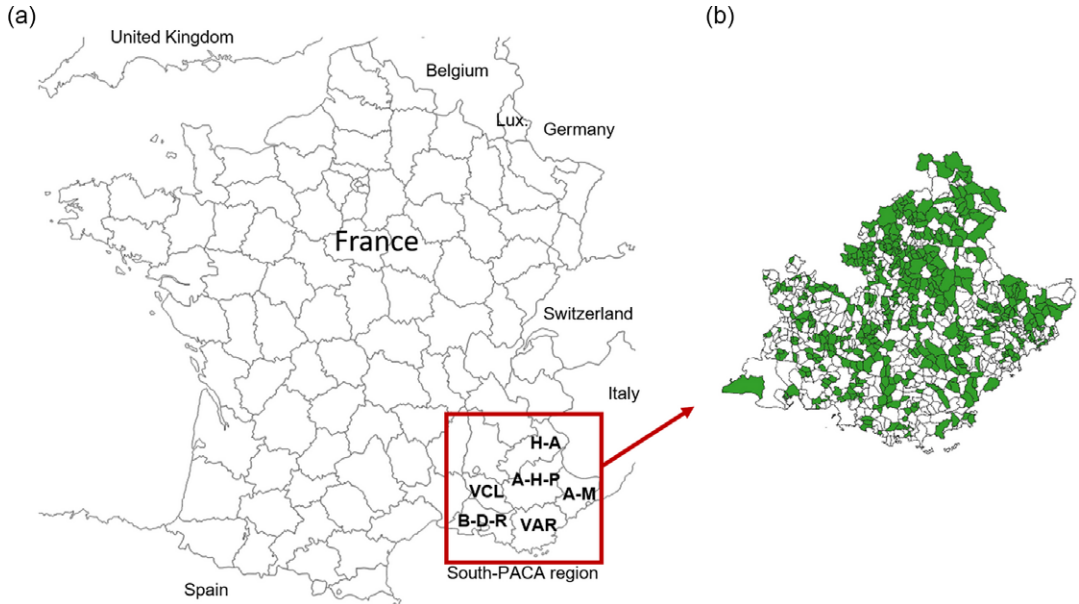 (a)
(b)
United Kingdom
Belgium
Lux.
Germany
France
Switzerland
Italy
H-A
A-H-P
VCL
A-M
B-D-R
VAR
South-PACA region
Spain